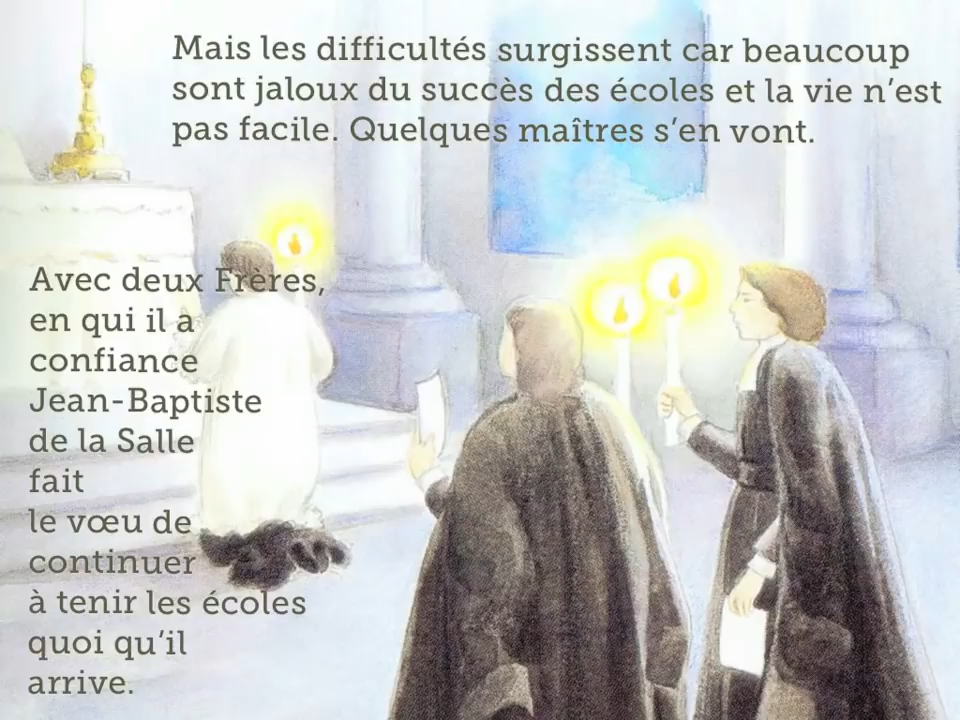 Mais les difficultés surgissent car beaucoup
sont jaloux du succès des écoles et la vie n’est
pas facile. Quelques maîtres s’en vont.
Avec deux Frères,
en qui il a
confiance
Jean-Baptiste
de la Salle
fait
le vœu de
continuer
à tenir les écoles
quoi qu’il
arrive.